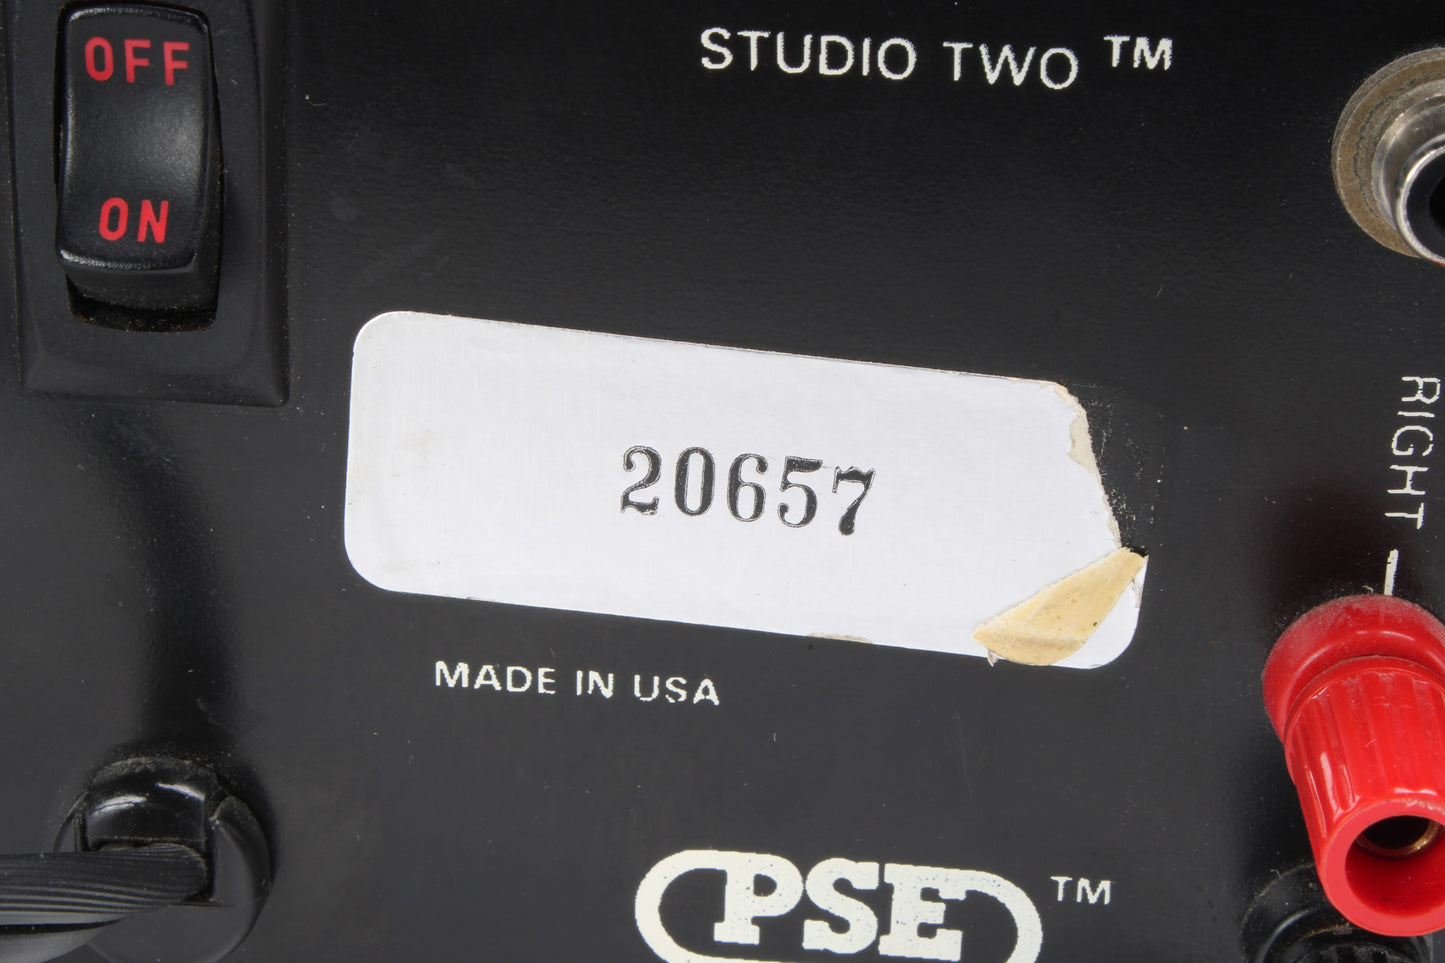 OFF
ON
STUDIO TWO TM
20657
RIGHT
MADE IN USA
PSE TM